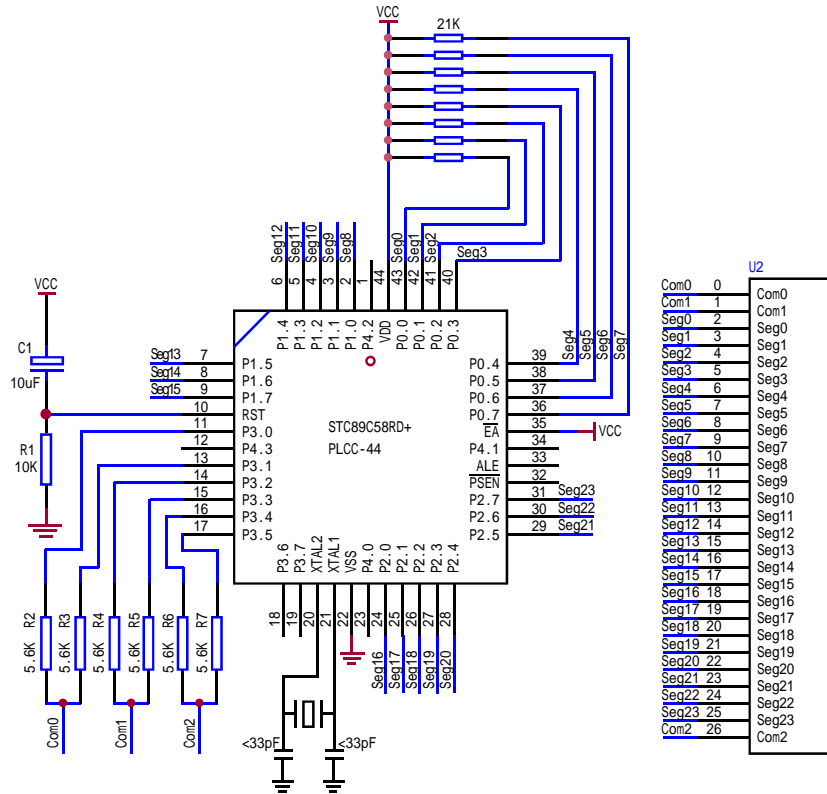 VCC
21K
Seg12
Seg11
Seg10
Seg9
Seg8
Seg0
Seg1
Seg2
Seg3
6
5
4
3
2
1
44
43
42
41
40
P1.4
P1.3
P1.2
P1.1
P1.0
P4.2
VDD
P0.0
P0.1
P0.2
P0.3
Seg4
Seg5
Seg6
Seg7
VCC
C1
10uF
R1
10K
Seg13 7 P1.5
Seg14 8 P1.6
Seg15 9 P1.7
10 RST
11 P3.0
12 P4.3
13 P3.1
14 P3.2
15 P3.3
16 P3.4
17 P3.5
STC89C58RD+
PLCC-44
P0.4 39
P0.5 38
P0.6 37
P0.7 36
EA 35 VCC
P4.1 34
ALE 33
PSEN 32
P2.7 31 Seg23
P2.6 30 Seg22
P2.5 29 Seg21
P3.6
P3.7
XTAL2
XTAL1
VSS
P4.0
P2.0
P2.1
P2.2
P2.3
P2.4
18
19
20
21
22
23
24
25
26
27
28
Seg16
Seg17
Seg18
Seg19
Seg20
5.6K R2
5.6K R3
5.6K R4
5.6K R5
5.6K R6
5.6K R7
Com0
Com1
Com2
<33pF
<33pF
U2
Com0 0 Com0
Com1 1 Com1
Seg0 2 Seg0
Seg1 3 Seg1
Seg2 4 Seg2
Seg3 5 Seg3
Seg4 6 Seg4
Seg5 7 Seg5
Seg6 8 Seg6
Seg7 9 Seg7
Seg8 10 Seg8
Seg9 11 Seg9
Seg10 12 Seg10
Seg11 13 Seg11
Seg12 14 Seg12
Seg13 15 Seg13
Seg14 16 Seg14
Seg15 17 Seg15
Seg16 18 Seg16
Seg17 19 Seg17
Seg18 20 Seg18
Seg19 21 Seg19
Seg20 22 Seg20
Seg21 23 Seg21
Seg22 24 Seg22
Seg23 25 Seg23
Com2 26 Com2